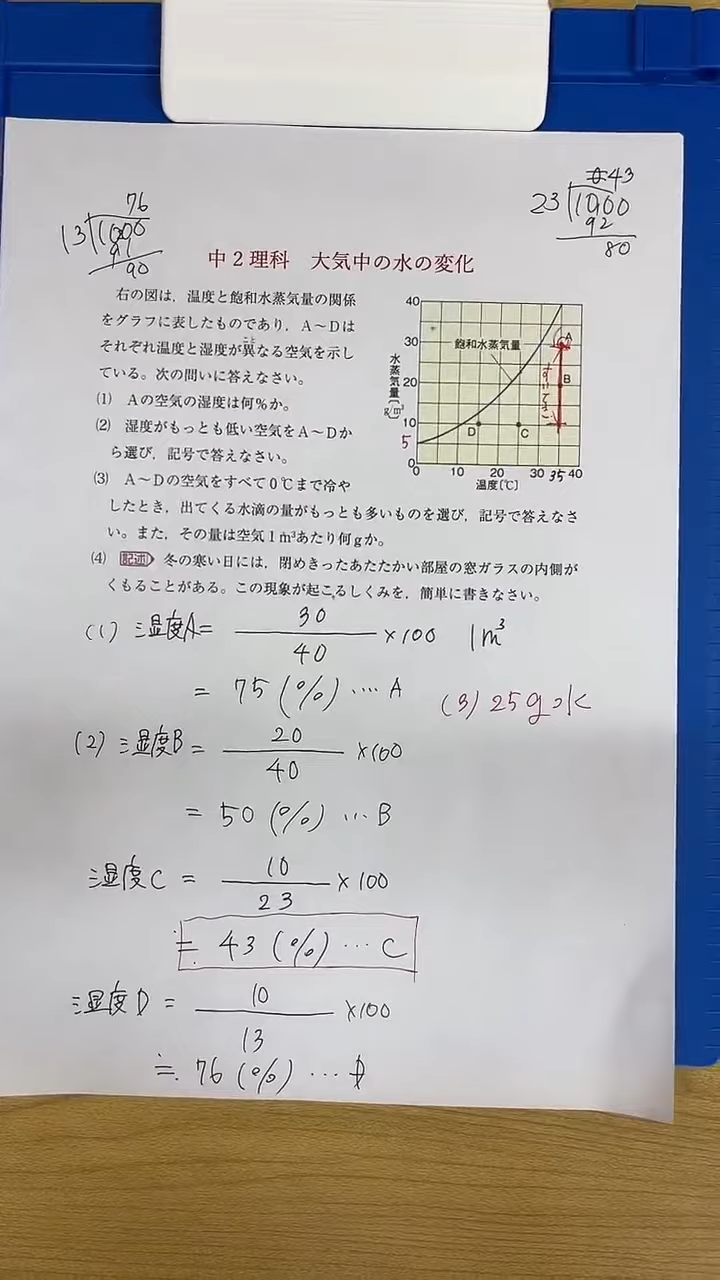 76
13 1000
91
90
43
23 1000
92
80
中2理科 大気中の水の変化
右の図は，温度と飽和水蒸気量の関係
をグラフに表したものであり，A～Dは
それぞれ温度と湿度が異なる空気を示し
こと
ている。次の問いに答えなさい。
(1) Aの空気の湿度は何%か。
(2) 湿度がもっとも低い空気をA～Dか
ら選び，記号で答えなさい。
(3) A～Dの空気をすべて0℃まで冷や
したとき，出てくる水滴の量がもっとも多いものを選び，記号で答えなさ
い。また，その量は空気1m³あたり何gか。
(4) 記述 冬の寒い日には，閉めきったあたたかい部屋の窓ガラスの内側が
くもることがある。この現象が起こるしくみを，簡単に書きなさい。
40
30
20
10
5
0
水蒸気量
[g/m³]
飽和水蒸気量
A
B
C
D
0 10 20 30 35 40
温度[℃]
(1) 湿度A= 30/40 ×100 1m³
= 75(%) … A
(3) 25g
(2) 湿度B= 20/40 ×100
= 50(%) … B
湿度C = 10/23 ×100
≒ 43(%) … C
湿度D = 10/13 ×100
≒ 76(%) … D